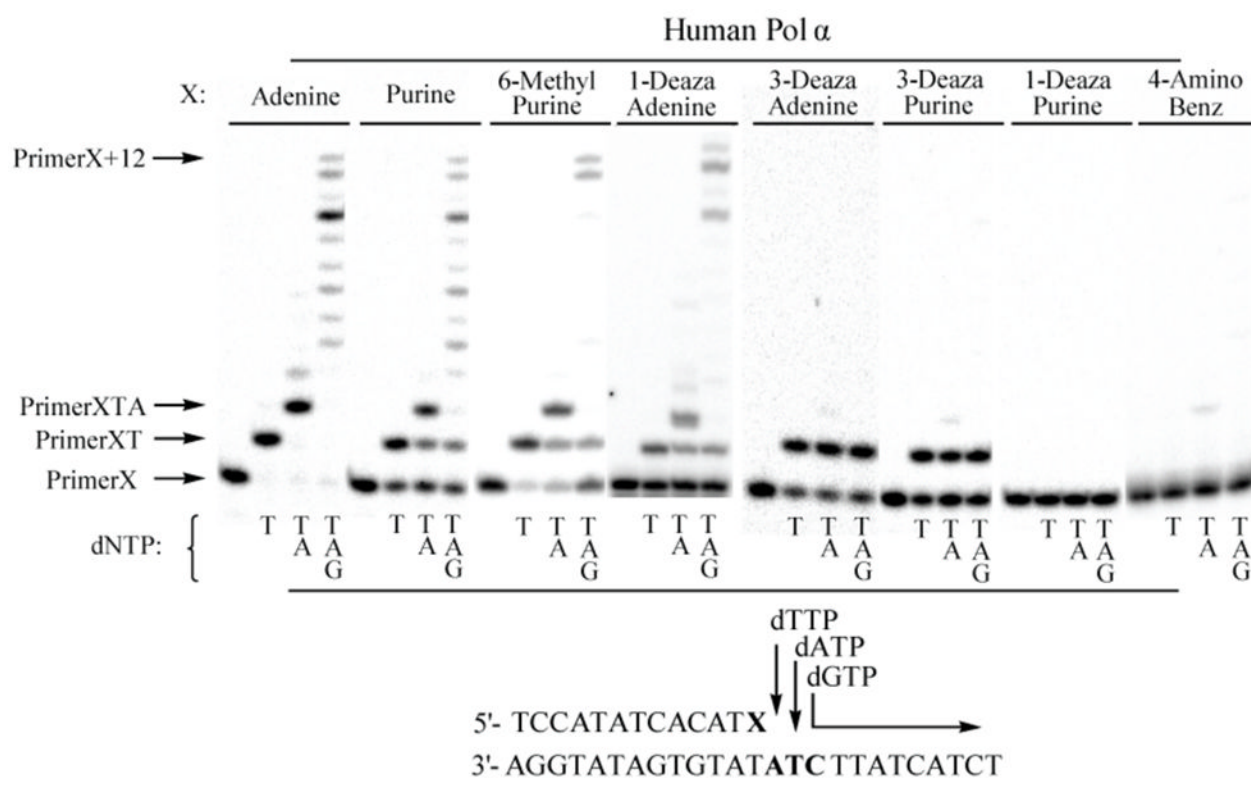 Human Pol α
X: Adenine Purine 6-Methyl Purine 1-Deaza Adenine 3-Deaza Adenine 3-Deaza Purine 1-Deaza Purine 4-Amino Benz
PrimerX+12
PrimerXTA
PrimerXT
PrimerX
dNTP: {
T T T T T T T T T T T T T T T T T T T T T T T T
A A A A A A A A A A A A A A A A
G G G G G G G G
dTTP
dATP
dGTP
5'- TCCATATCACATX
3'- AGGTATAGTGTATATCTTATCATCT